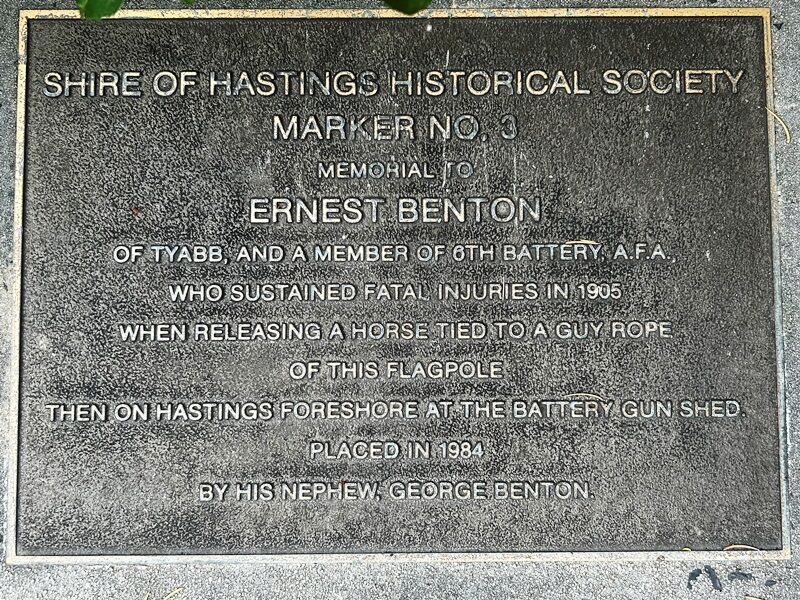 SHIRE OF HASTINGS HISTORICAL SOCIETY
MARKER NO. 3
MEMORIAL TO
ERNEST BENTON
OF TYABB, AND A MEMBER OF 6TH BATTERY, A.F.A.,
WHO SUSTAINED FATAL INJURIES IN 1905
WHEN RELEASING A HORSE TIED TO A GUY ROPE
OF THIS FLAGPOLE
THEN ON HASTINGS FORESHORE AT THE BATTERY GUN SHED.
PLACED IN 1984
BY HIS NEPHEW, GEORGE BENTON.